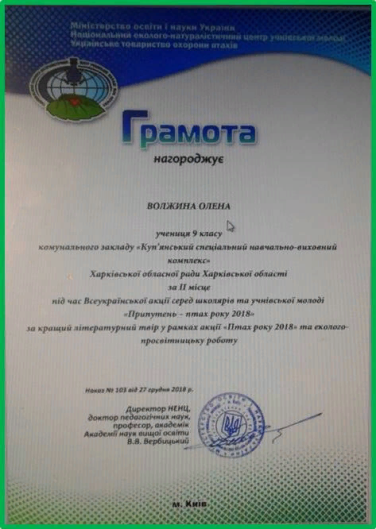 Міністерство освіти і науки України
Національний еколого-натуралістичний центр учнівської молоді
Українське товариство охорони птахів
Грамота
нагороджує
ВОЛЖИНА ОЛЕНА
учениця 9 класу
комунального закладу «Куп’янський спеціальний навчально-виховний
комплекс»
Харківської обласної ради Харківської області
за ІІ місце
під час Всеукраїнської акції серед школярів та учнівської молоді
«Припутень – птах року 2018»
за кращий літературний твір у рамках акції «Птах року 2018» та еколого-
просвітницьку роботу
Наказ № 103 від 27 грудня 2018 р.
Директор НЕНЦ,
доктор педагогічних наук,
професор, академік
Академії наук вищої освіти
В.В. Вербицький
м. Київ